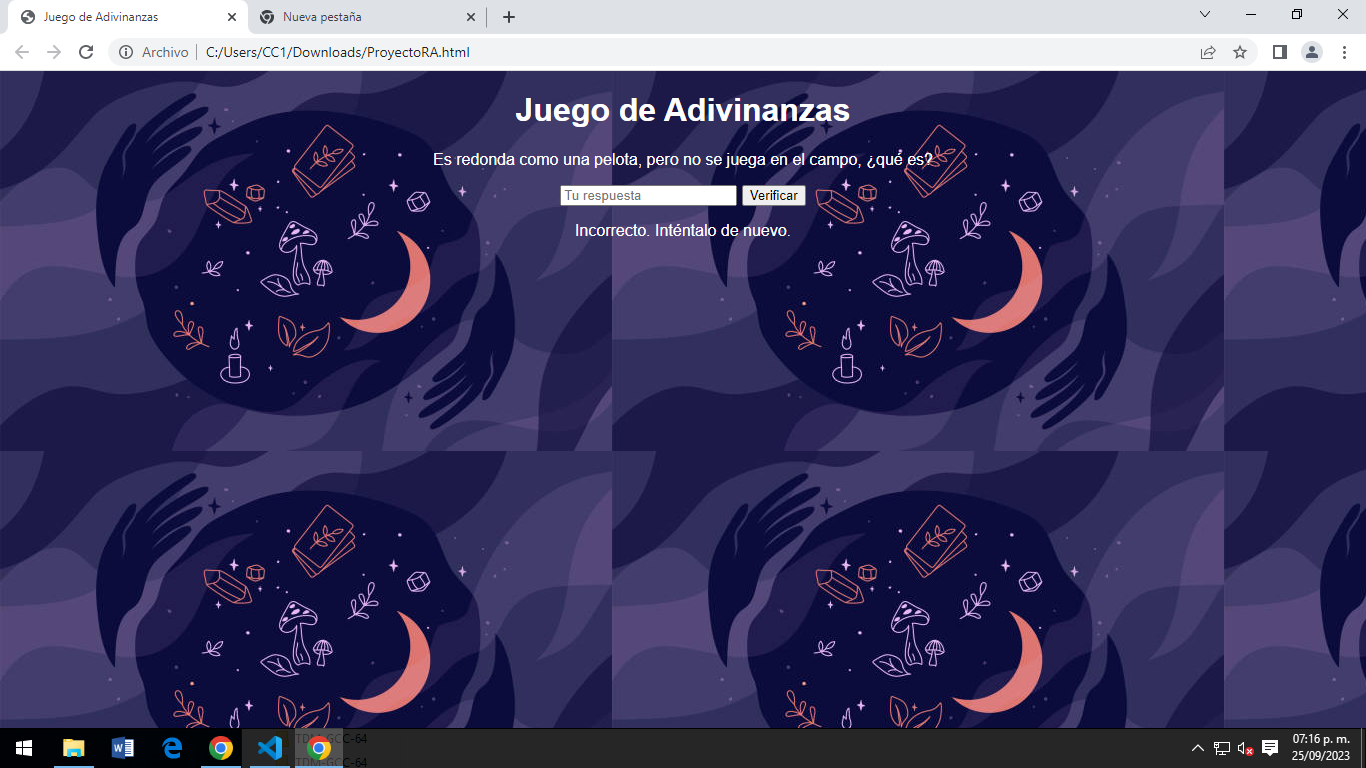 Juego de Adivinanzas
Nueva pestaña
Archivo
C:/Users/CC1/Downloads/ProyectoRA.html
Juego de Adivinanzas
Es redonda como una pelota, pero no se juega en el campo, ¿qué es?
Tu respuesta
Verificar
Incorrecto. Inténtalo de nuevo.
TDM-GCC-64
TDM-GCC-64
07:16 p. m.
25/09/2023